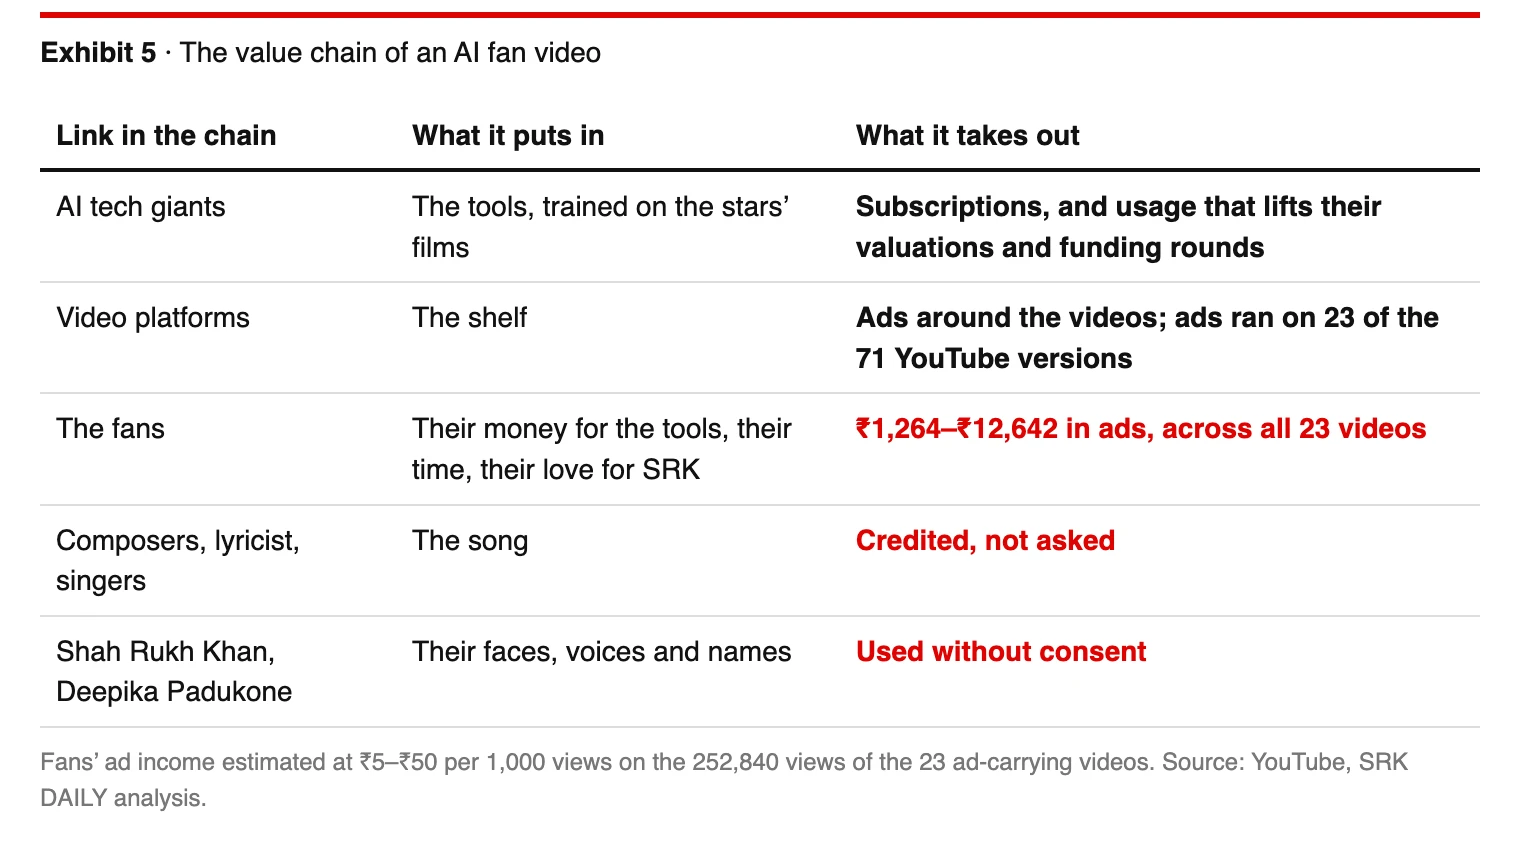 Exhibit 5 · The value chain of an AI fan video
Link in the chain
What it puts in
What it takes out
AI tech giants
The tools, trained on the stars’
films
Subscriptions, and usage that lifts their
valuations and funding rounds
Video platforms
The shelf
Ads around the videos; ads ran on 23 of the
71 YouTube versions
The fans
Their money for the tools, their
time, their love for SRK
₹1,264–₹12,642 in ads, across all 23 videos
Composers, lyricist,
singers
The song
Credited, not asked
Shah Rukh Khan,
Deepika Padukone
Their faces, voices and names
Used without consent
Fans’ ad income estimated at ₹5–₹50 per 1,000 views on the 252,840 views of the 23 ad-carrying videos. Source: YouTube, SRK
DAILY analysis.